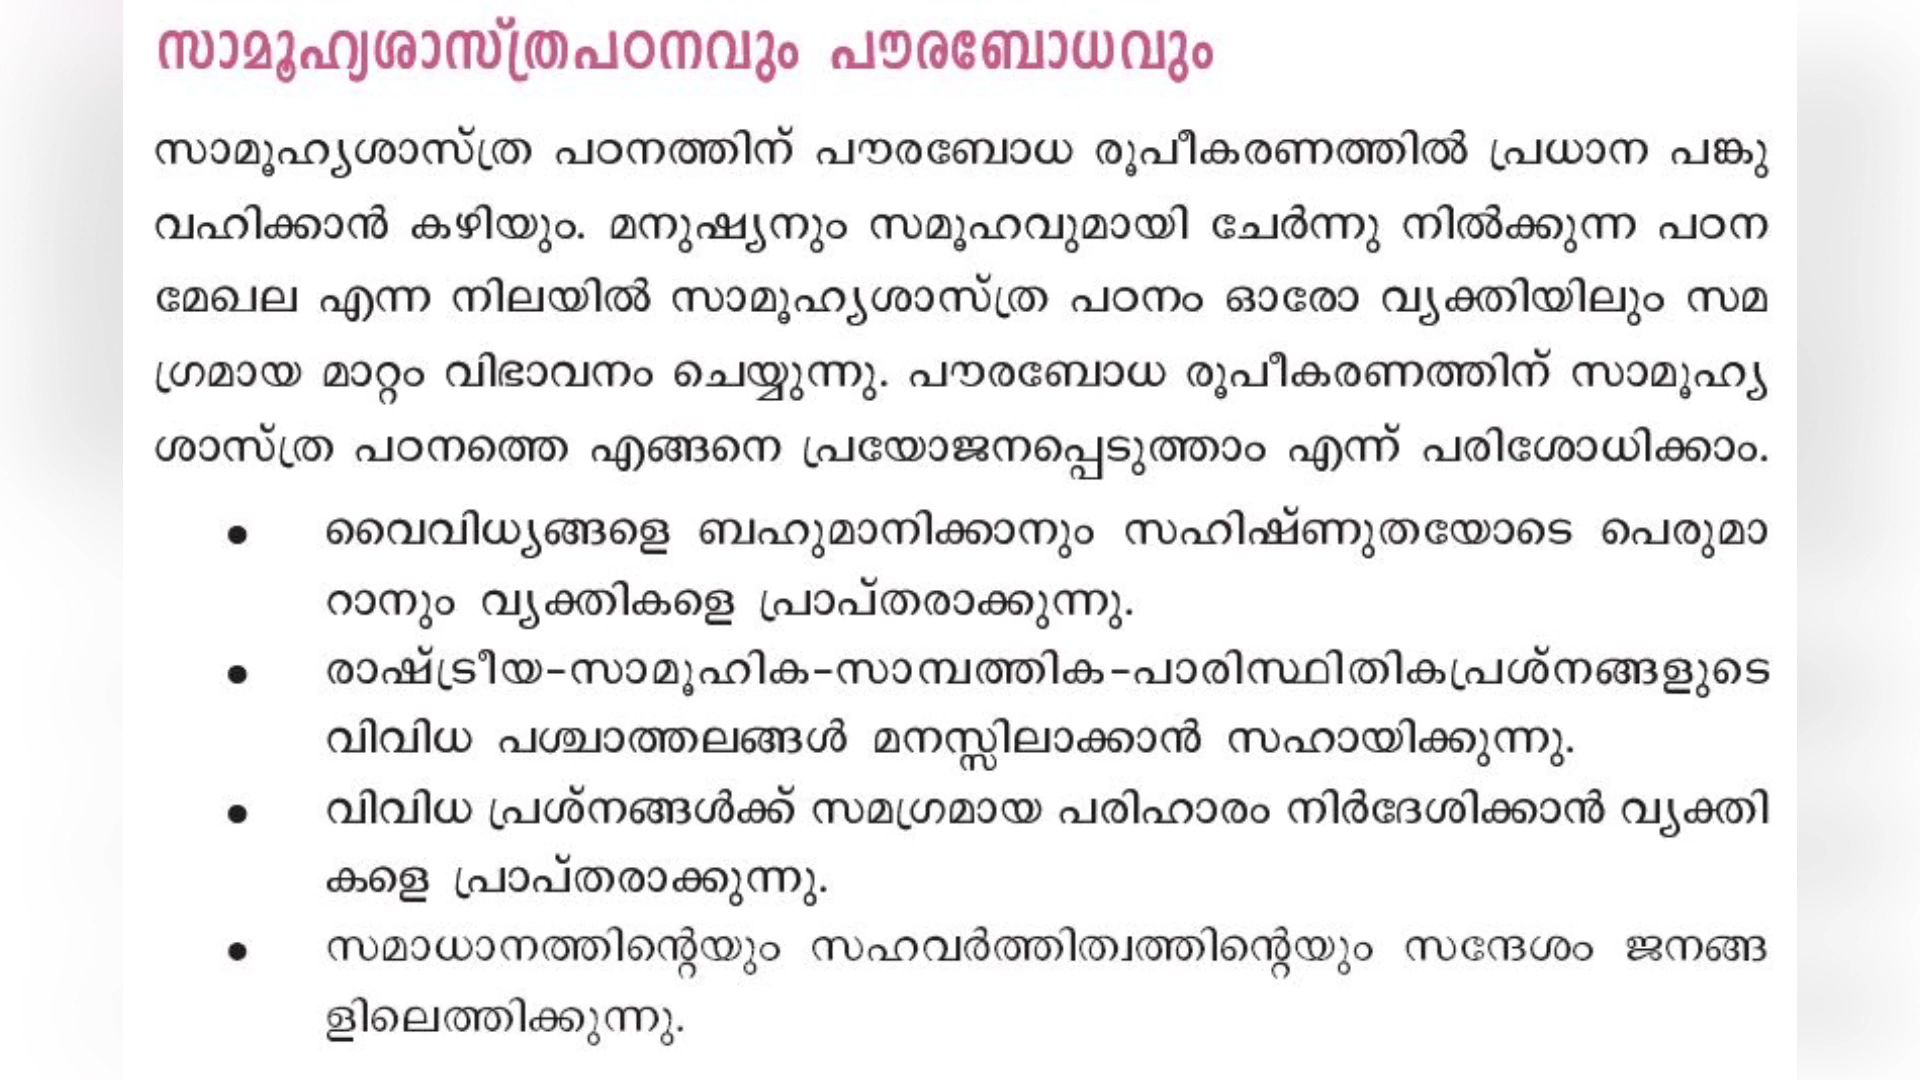 സാമൂഹ്യശാസ്ത്രപഠനവും പൗരബോധവും
സാമൂഹ്യശാസ്ത്ര പഠനത്തിന് പൗരബോധ രൂപീകരണത്തിൽ പ്രധാന പങ്കു
വഹിക്കാൻ കഴിയും. മനുഷ്യനും സമൂഹവുമായി ചേർന്നു നിൽക്കുന്ന പഠന
മേഖല എന്ന നിലയിൽ സാമൂഹ്യശാസ്ത്ര പഠനം ഓരോ വ്യക്തിയിലും സമ
ഗ്രമായ മാറ്റം വിഭാവനം ചെയ്യുന്നു. പൗരബോധ രൂപീകരണത്തിന് സാമൂഹ്യ
ശാസ്ത്ര പഠനത്തെ എങ്ങനെ പ്രയോജനപ്പെടുത്താം എന്ന് പരിശോധിക്കാം.
• വൈവിധ്യങ്ങളെ ബഹുമാനിക്കാനും സഹിഷ്ണുതയോടെ പെരുമാ
റാനും വ്യക്തികളെ പ്രാപ്തരാക്കുന്നു.
• രാഷ്ട്രീയ-സാമൂഹിക-സാമ്പത്തിക-പാരിസ്ഥിതികപ്രശ്നങ്ങളുടെ
വിവിധ പശ്ചാത്തലങ്ങൾ മനസ്സിലാക്കാൻ സഹായിക്കുന്നു.
• വിവിധ പ്രശ്നങ്ങൾക്ക് സമഗ്രമായ പരിഹാരം നിർദേശിക്കാൻ വ്യക്തി
കളെ പ്രാപ്തരാക്കുന്നു.
• സമാധാനത്തിന്റെയും സഹവർത്തിത്വത്തിന്റെയും സന്ദേശം ജനങ്ങ
ളിലെത്തിക്കുന്നു.